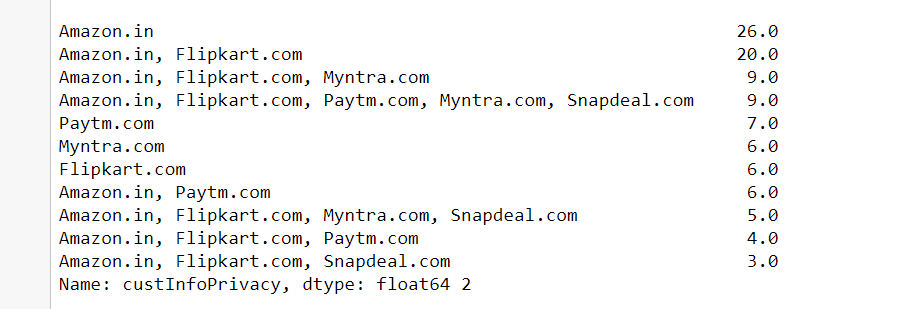 Amazon.in 26.0
Amazon.in, Flipkart.com 20.0
Amazon.in, Flipkart.com, Myntra.com 9.0
Amazon.in, Flipkart.com, Paytm.com, Myntra.com, Snapdeal.com 9.0
Paytm.com 7.0
Myntra.com 6.0
Flipkart.com 6.0
Amazon.in, Paytm.com 6.0
Amazon.in, Flipkart.com, Myntra.com, Snapdeal.com 5.0
Amazon.in, Flipkart.com, Paytm.com 4.0
Amazon.in, Flipkart.com, Snapdeal.com 3.0
Name: custInfoPrivacy, dtype: float64 2